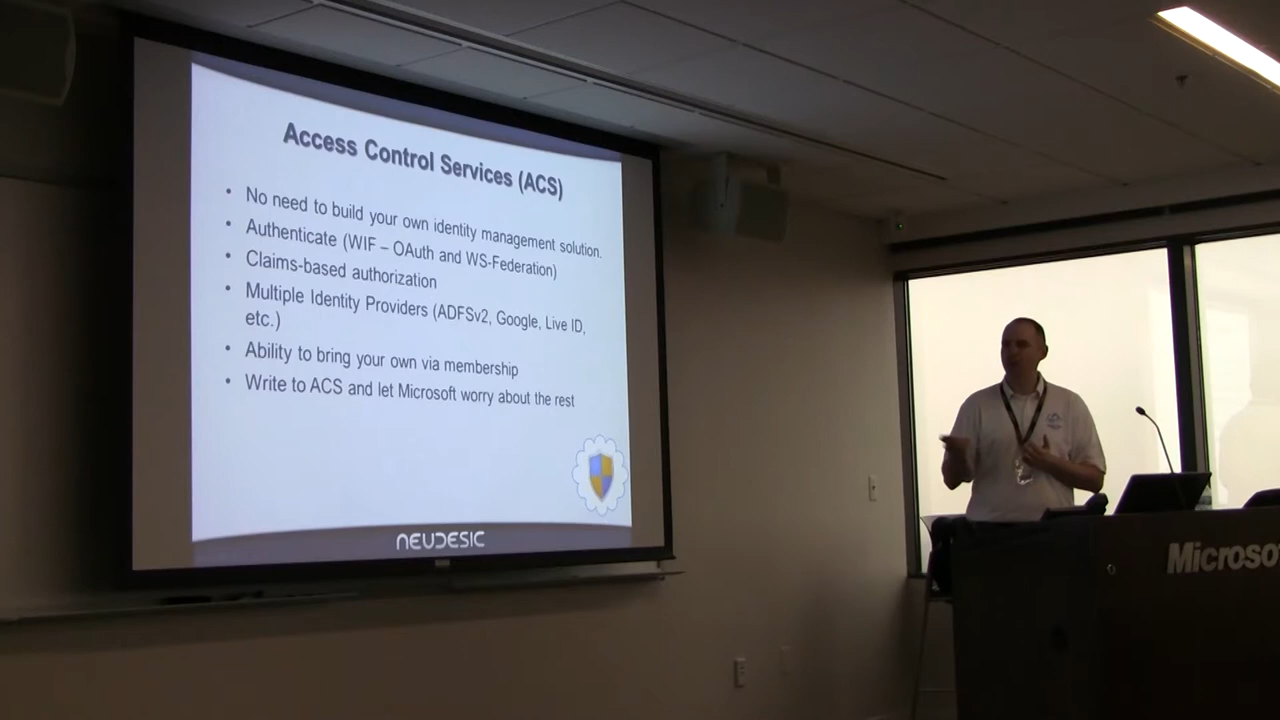 Access Control Services (ACS)
• No need to build your own identity management solution.
• Authenticate (WIF – OAuth and WS-Federation)
• Claims-based authorization
• Multiple Identity Providers (ADFSv2, Google, Live ID,
etc.)
• Ability to bring your own via membership
• Write to ACS and let Microsoft worry about the rest
NEUDESIC
Microso